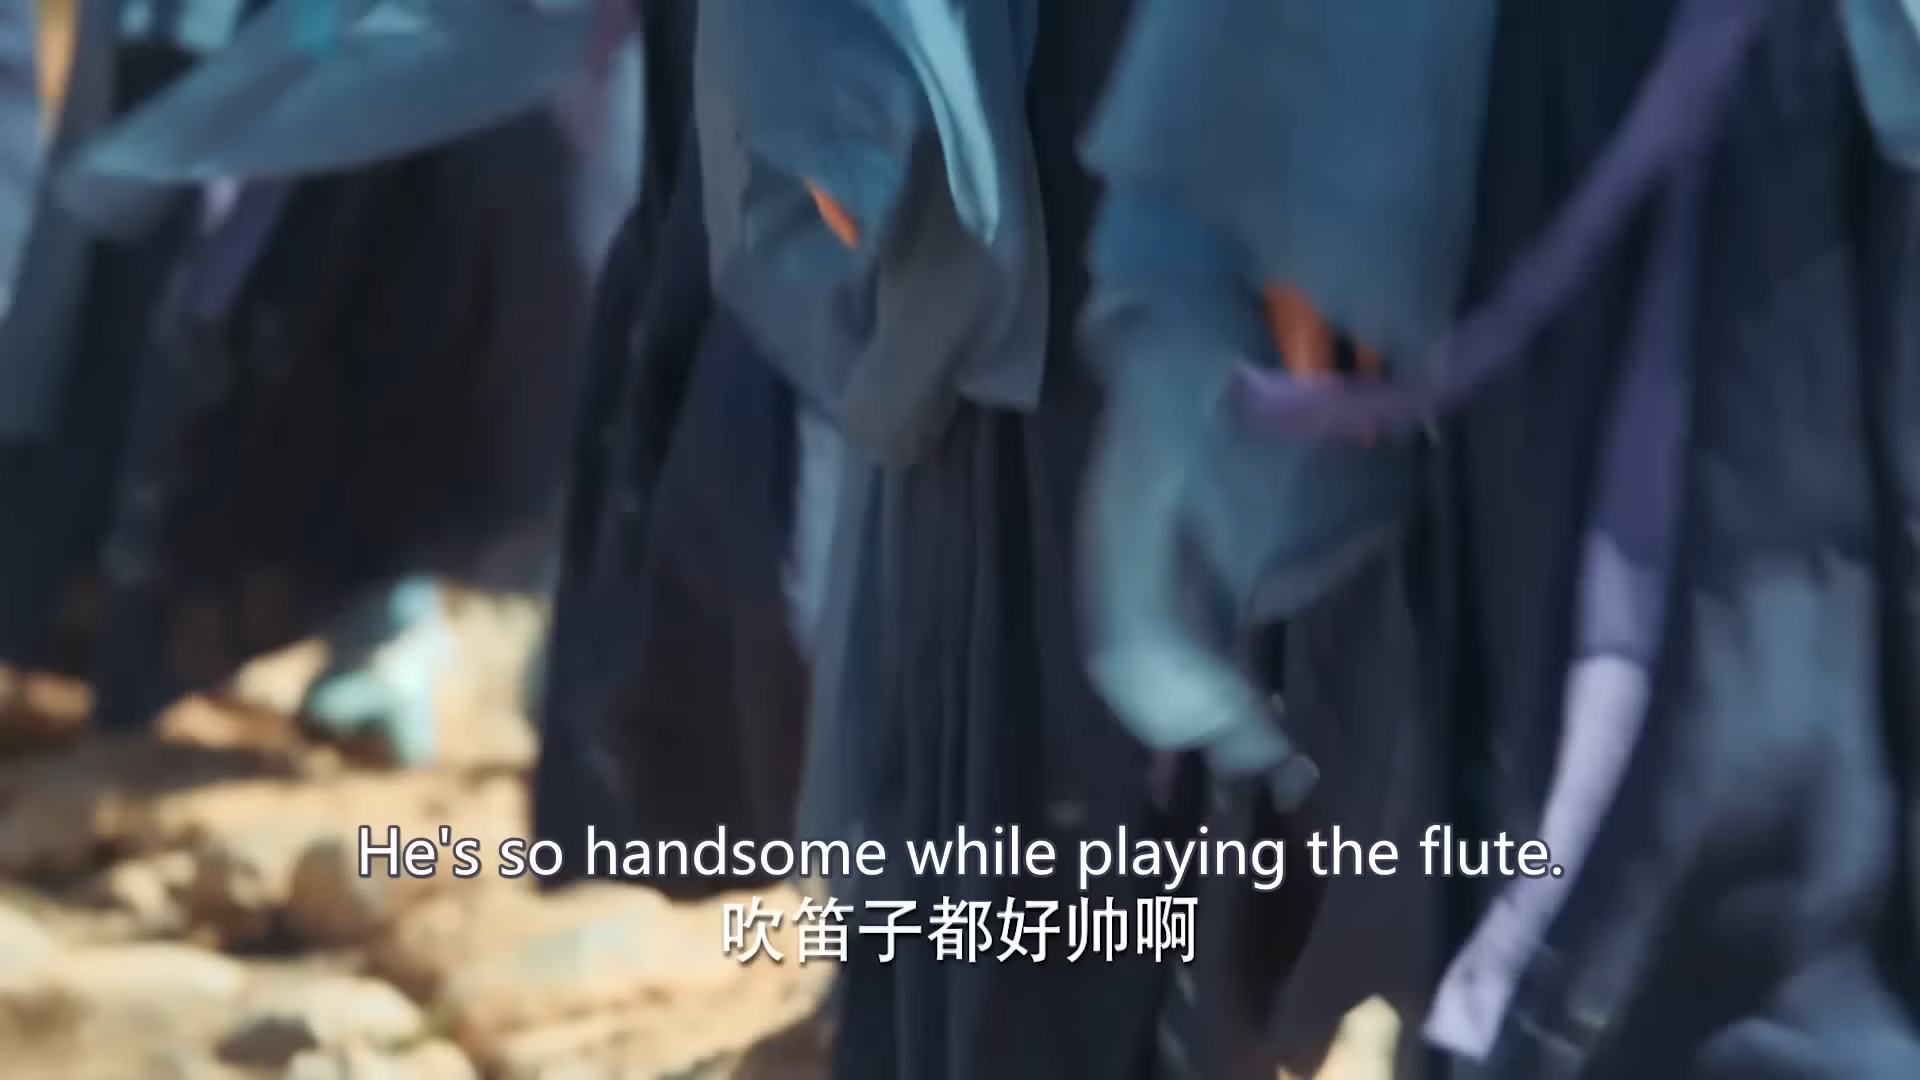 He's so handsome while playing the flute.
吹笛子都好帅啊